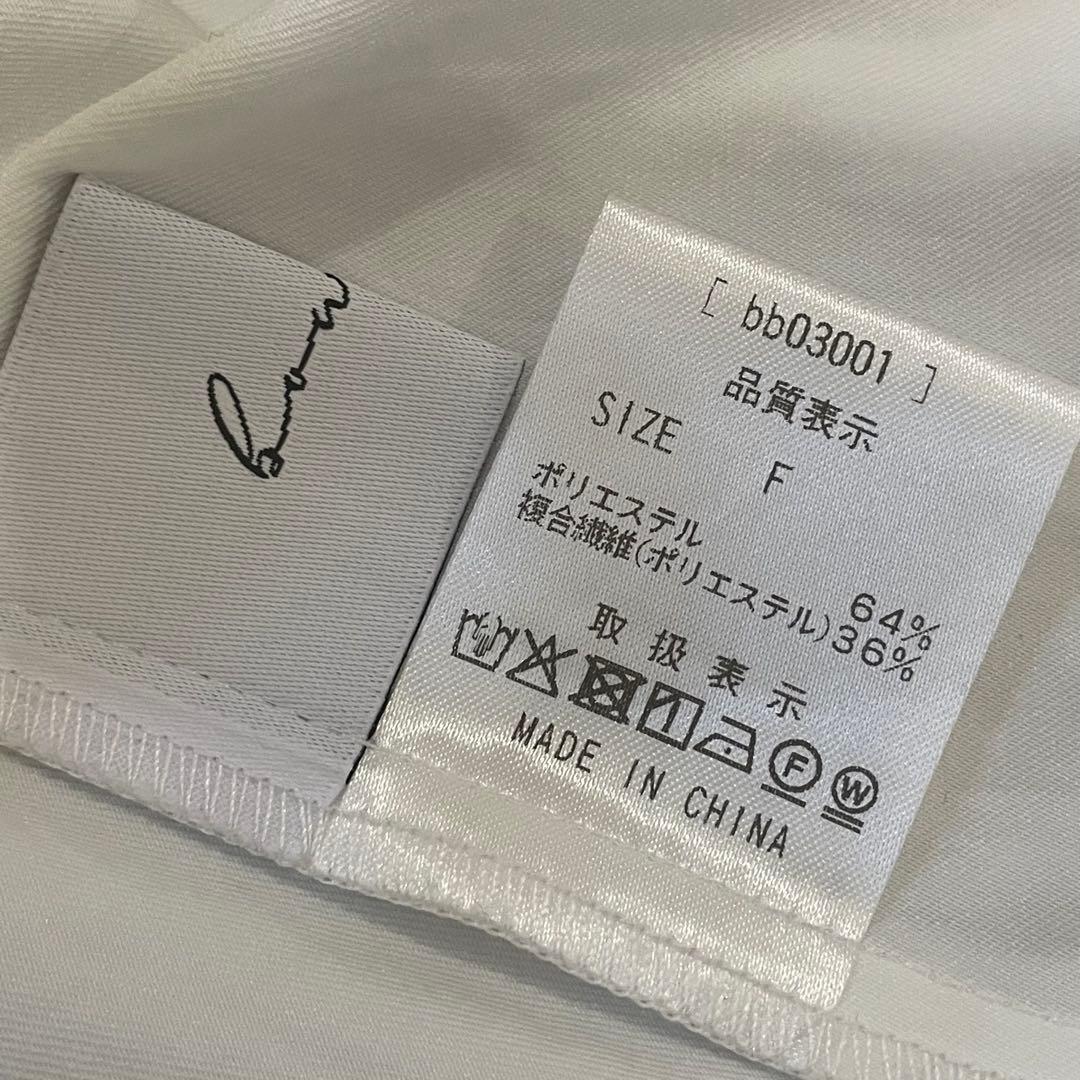 [ bb03001 ]
品質表示
SIZE F
ポリエステル 64%
複合繊維(ポリエステル)36%
取扱表示
F W
MADE IN CHINA